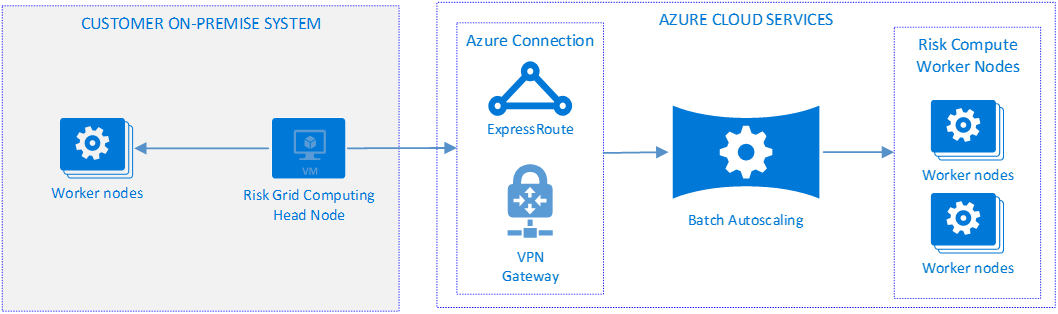 CUSTOMER ON-PREMISE SYSTEM
Worker nodes
VM
Risk Grid Computing
Head Node
AZURE CLOUD SERVICES
Azure Connection
ExpressRoute
VPN
Gateway
Batch Autoscaling
Risk Compute
Worker Nodes
Worker nodes
Worker nodes